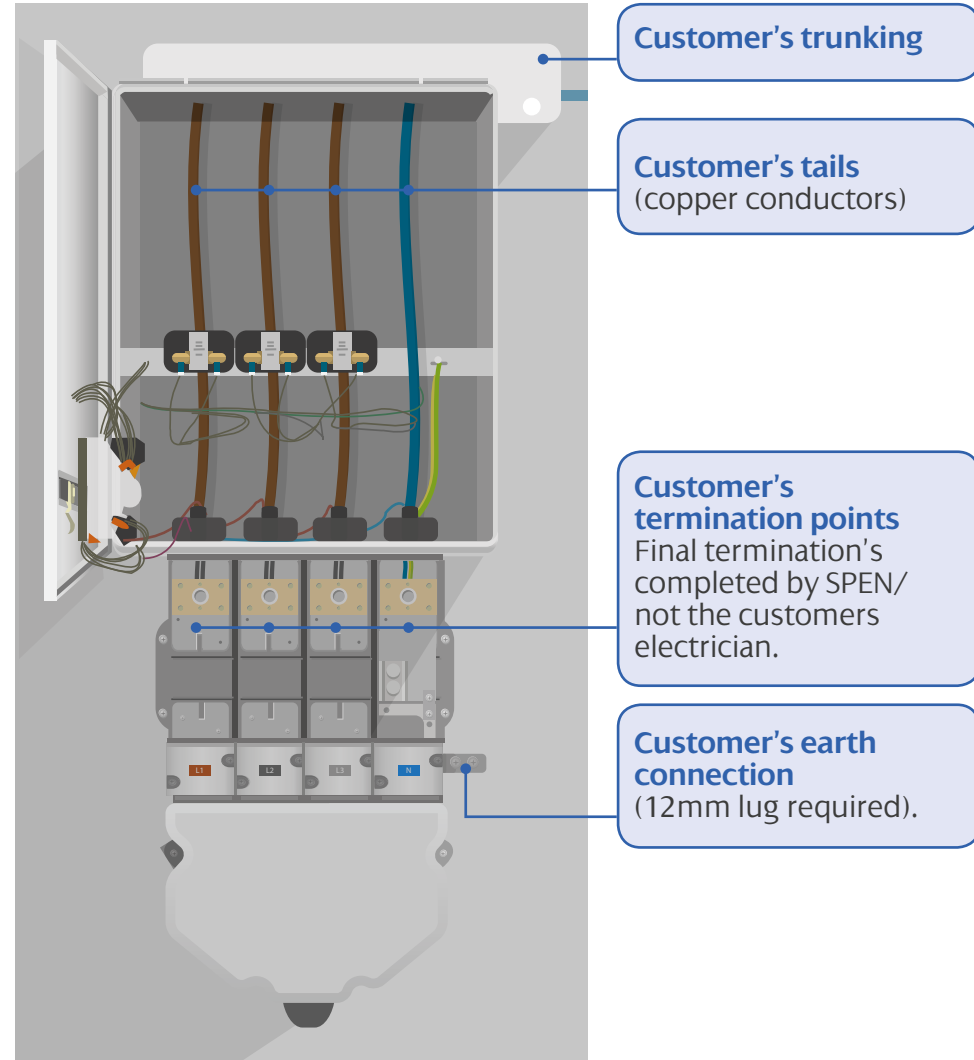 Customer's trunking
Customer's tails
(copper conductors)
Customer's
termination points
Final termination's
completed by SPEN/
not the customers
electrician.
L1
L2
L3
N
Customer's earth
connection
(12mm lug required).